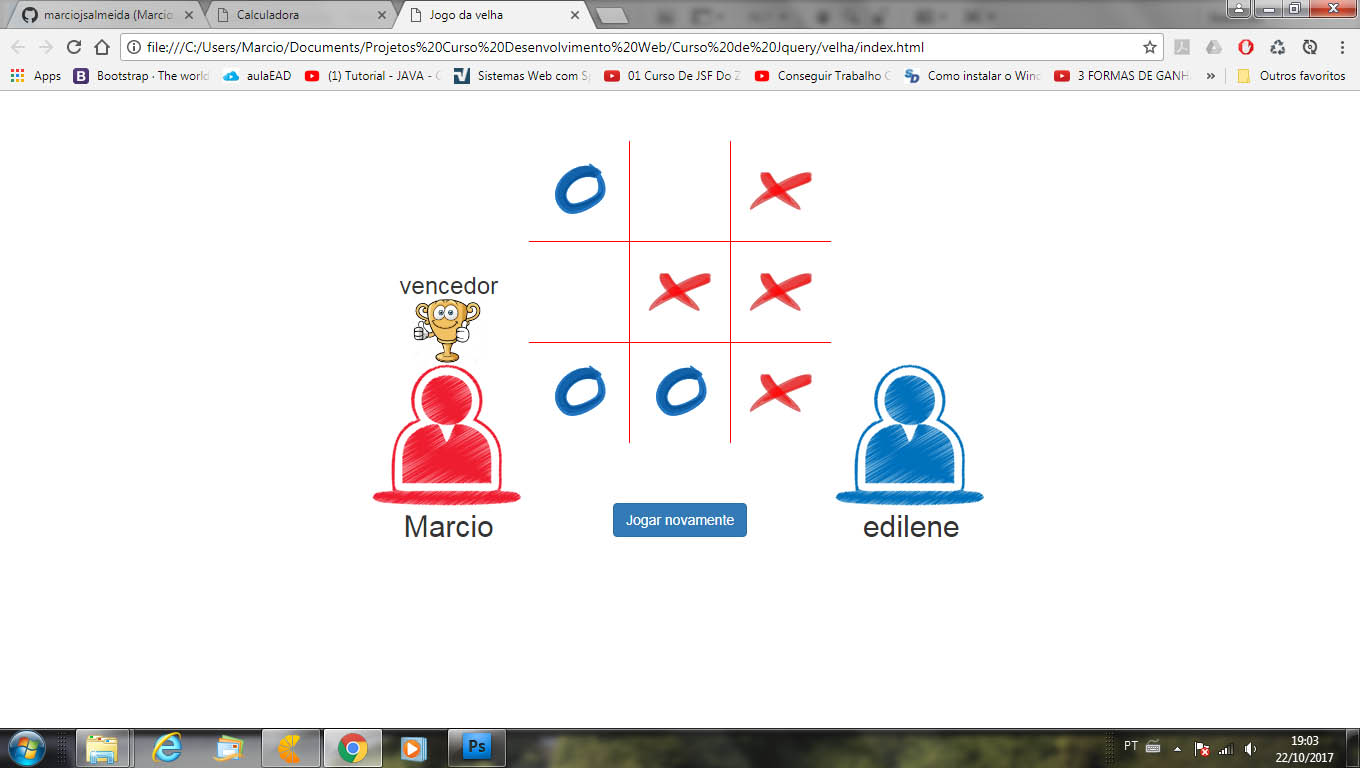 marciojsalmeida (Marcio
Calculadora
Jogo da velha
file:///C:/Users/Marcio/Documents/Projetos%20Curso%20Desenvolvimento%20Web/Curso%20de%20Jquery/velha/index.html
Apps
Bootstrap · The world
aulaEAD
(1) Tutorial - JAVA - C
Sistemas Web com S
01 Curso De JSF Do Z
Conseguir Trabalho C
Como instalar o Wind
3 FORMAS DE GANH
»
Outros favoritos
vencedor
Marcio
Jogar novamente
edilene
Ps
PT
19:03
22/10/2017